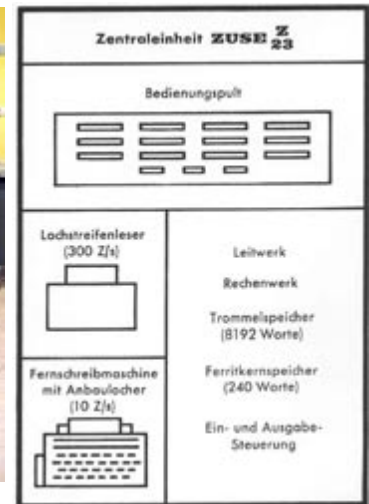 Zentraleinheit ZUSE Z 23
Bedienungspult
Lochstreifenleser
(300 Z/s)
Fernschreibmaschine
mit Anbaulocher
(10 Z/s)
Leitwerk
Rechenwerk
Trommelspeicher
(8192 Worte)
Ferritkernspeicher
(240 Worte)
Ein- und Ausgabe-
Steuerung